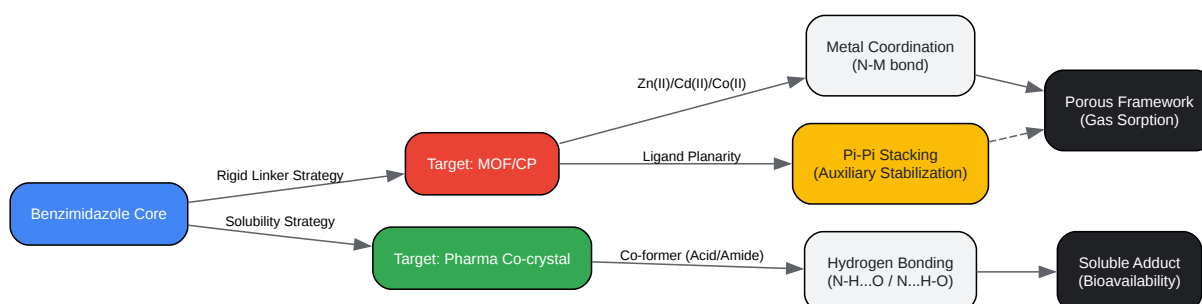 Benzimidazole Core
Rigid Linker Strategy
Solubility Strategy
Target: MOF/CP
Target: Pharma Co-crystal
Zn(II)/Cd(II)/Co(II)
Ligand Planarity
Co-former (Acid/Amide)
Metal Coordination
(N-M bond)
Pi-Pi Stacking
(Auxiliary Stabilization)
Hydrogen Bonding
(N-H...O / N...H-O)
Porous Framework
(Gas Sorption)
Soluble Adduct
(Bioavailability)